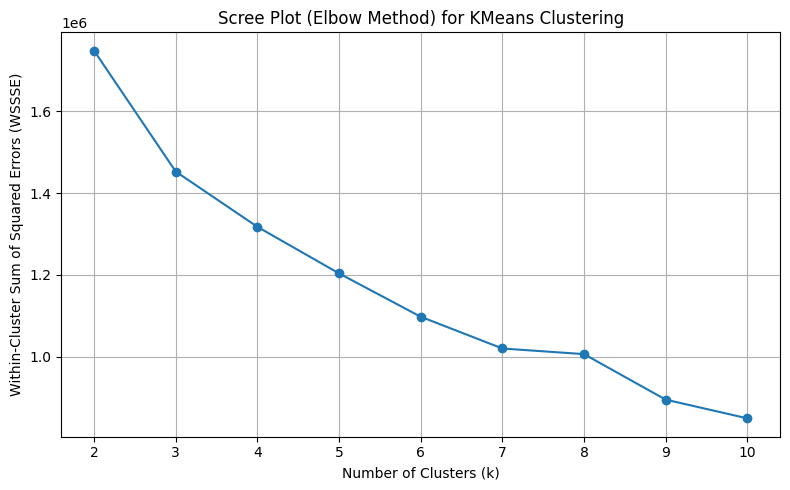 Scree Plot (Elbow Method) for KMeans Clustering
1e6
Within-Cluster Sum of Squared Errors (WSSSE)
1.6
1.4
1.2
1.0
2 3 4 5 6 7 8 9 10
Number of Clusters (k)